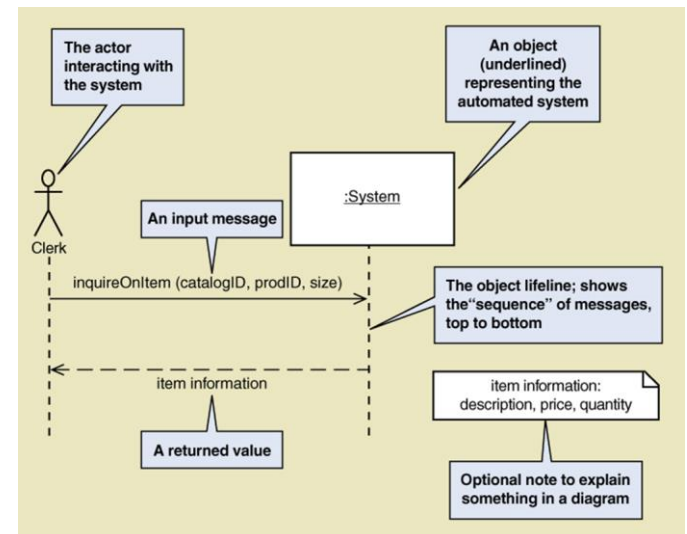 The actor
interacting with
the system
An object
(underlined)
representing the
automated system
:System
An input message
Clerk
inquireOnItem (catalogID, prodID, size)
The object lifeline; shows
the“sequence” of messages,
top to bottom
item information
item information:
description, price, quantity
A returned value
Optional note to explain
something in a diagram